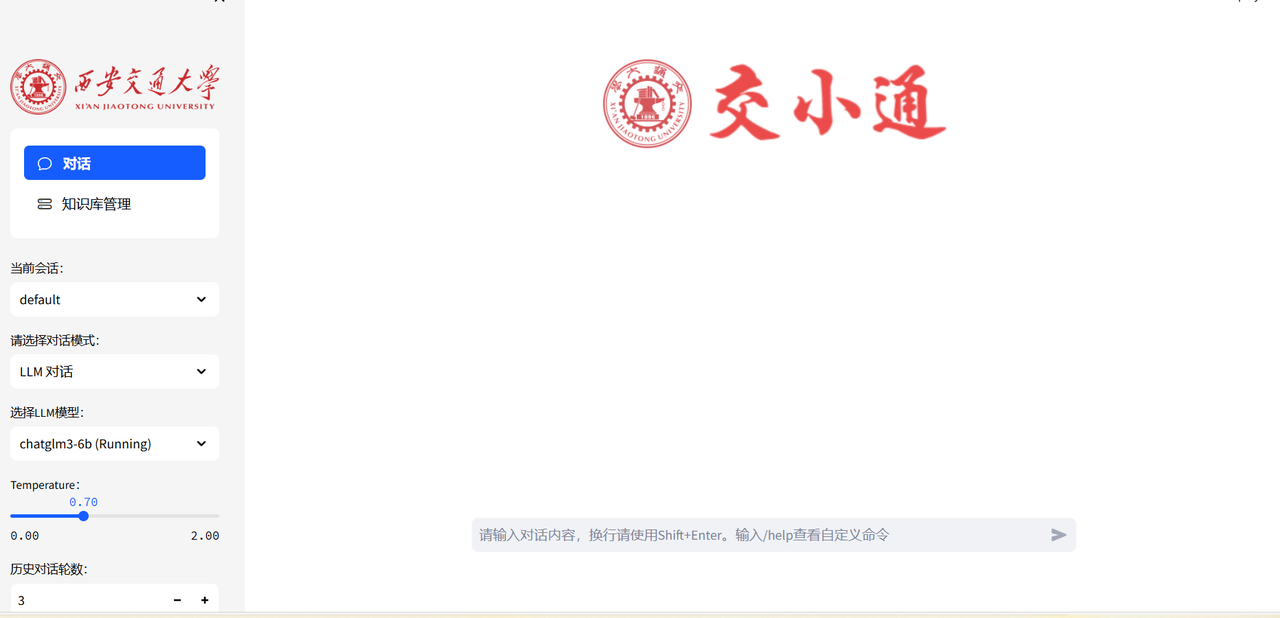 西安交通大学
XI'AN JIAOTONG UNIVERSITY
对话
知识库管理
当前会话：
default
请选择对话模式：
LLM 对话
选择LLM模型：
chatglm3-6b (Running)
Temperature：
0.70
0.00 2.00
历史对话轮数：
3 − +
交小通
XI'AN JIAOTONG UNIVERSITY
请输入对话内容，换行请使用Shift+Enter。输入/help查看自定义命令